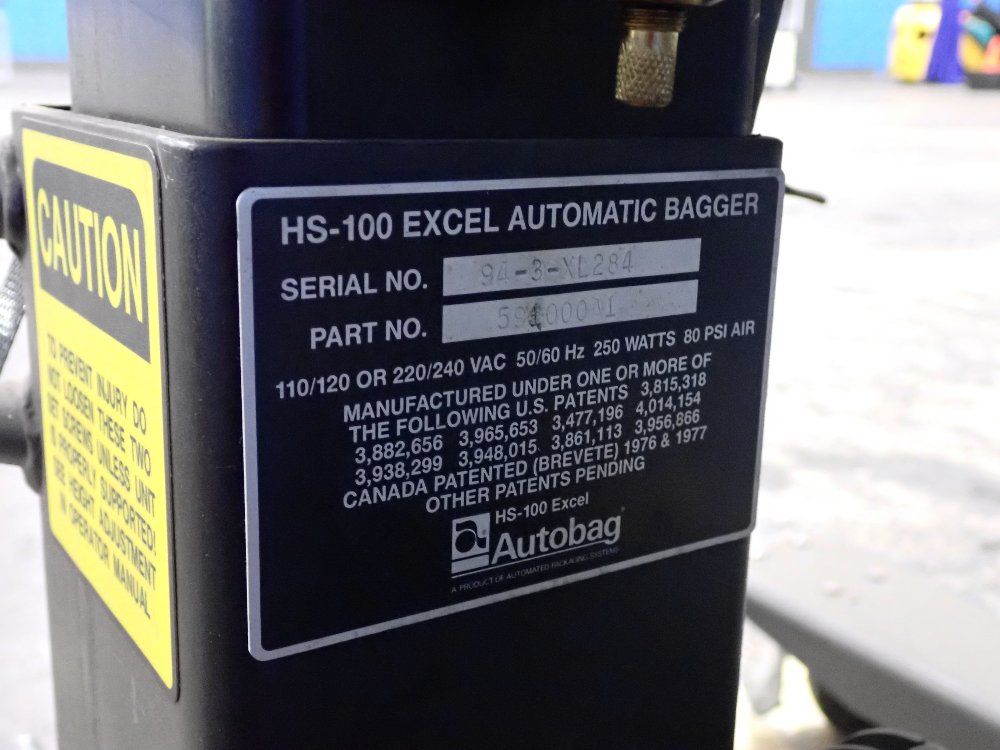 CAUTION
TO PREVENT INJURY DO
NOT LOOSEN THESE TWO
SET SCREWS UNLESS UNIT
IS PROPERLY SUPPORTED!
SEE HEIGHT ADJUSTMENT
IN OPERATOR MANUAL
HS-100 EXCEL AUTOMATIC BAGGER
SERIAL NO. 94-3-XL284
PART NO.
110/120 OR 220/240 VAC 50/60 Hz 250 WATTS 80 PSI AIR
MANUFACTURED UNDER ONE OR MORE OF
THE FOLLOWING U.S. PATENTS 3,815,318
3,882,656 3,965,653 3,477,196 4,014,154
3,938,299 3,948,015 3,861,113 3,956,866
CANADA PATENTED (BREVETE) 1976 & 1977
OTHER PATENTS PENDING
HS-100 Excel
Autobag
A PRODUCT OF AUTOMATED PACKAGING SYSTEMS